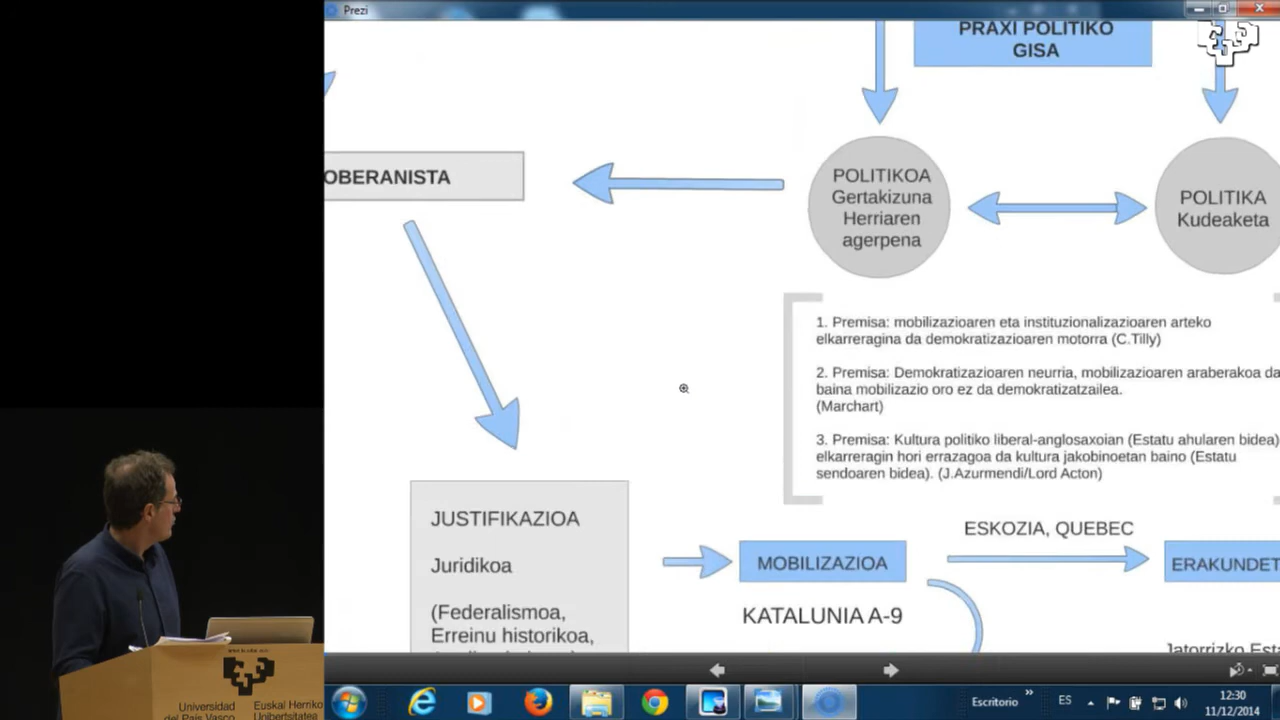 Prezi
PRAXI POLITIKO
GISA
OBERANISTA
POLITIKOA
Gertakizuna
Herriaren
agerpena
POLITIKA
Kudeaketa
1. Premisa: mobilizazioaren eta instituzionalizazioaren arteko
elkarreragina da demokratizazioaren motorra (C.Tilly)
2. Premisa: Demokratizazioaren neurria, mobilizazioaren araberakoa da
baina mobilizazio oro ez da demokratizatzailea.
(Marchart)
3. Premisa: Kultura politiko liberal-anglosaxoian (Estatu ahularen bidea)
elkarreragin hori errazagoa da kultura jakobinoetan baino (Estatu
sendoaren bidea). (J.Azurmendi/Lord Acton)
JUSTIFIKAZIOA
Juridikoa
(Federalismoa,
Erreinu historikoa,
MOBILIZAZIOA
KATALUNIA A-9
ESKOZIA, QUEBEC
ERAKUNDET
Jatorrizko Esta
Escritorio
ES
12:30
11/12/2014
Universidad
del País Vasco
Euskal Herriko
Unibertsitatea